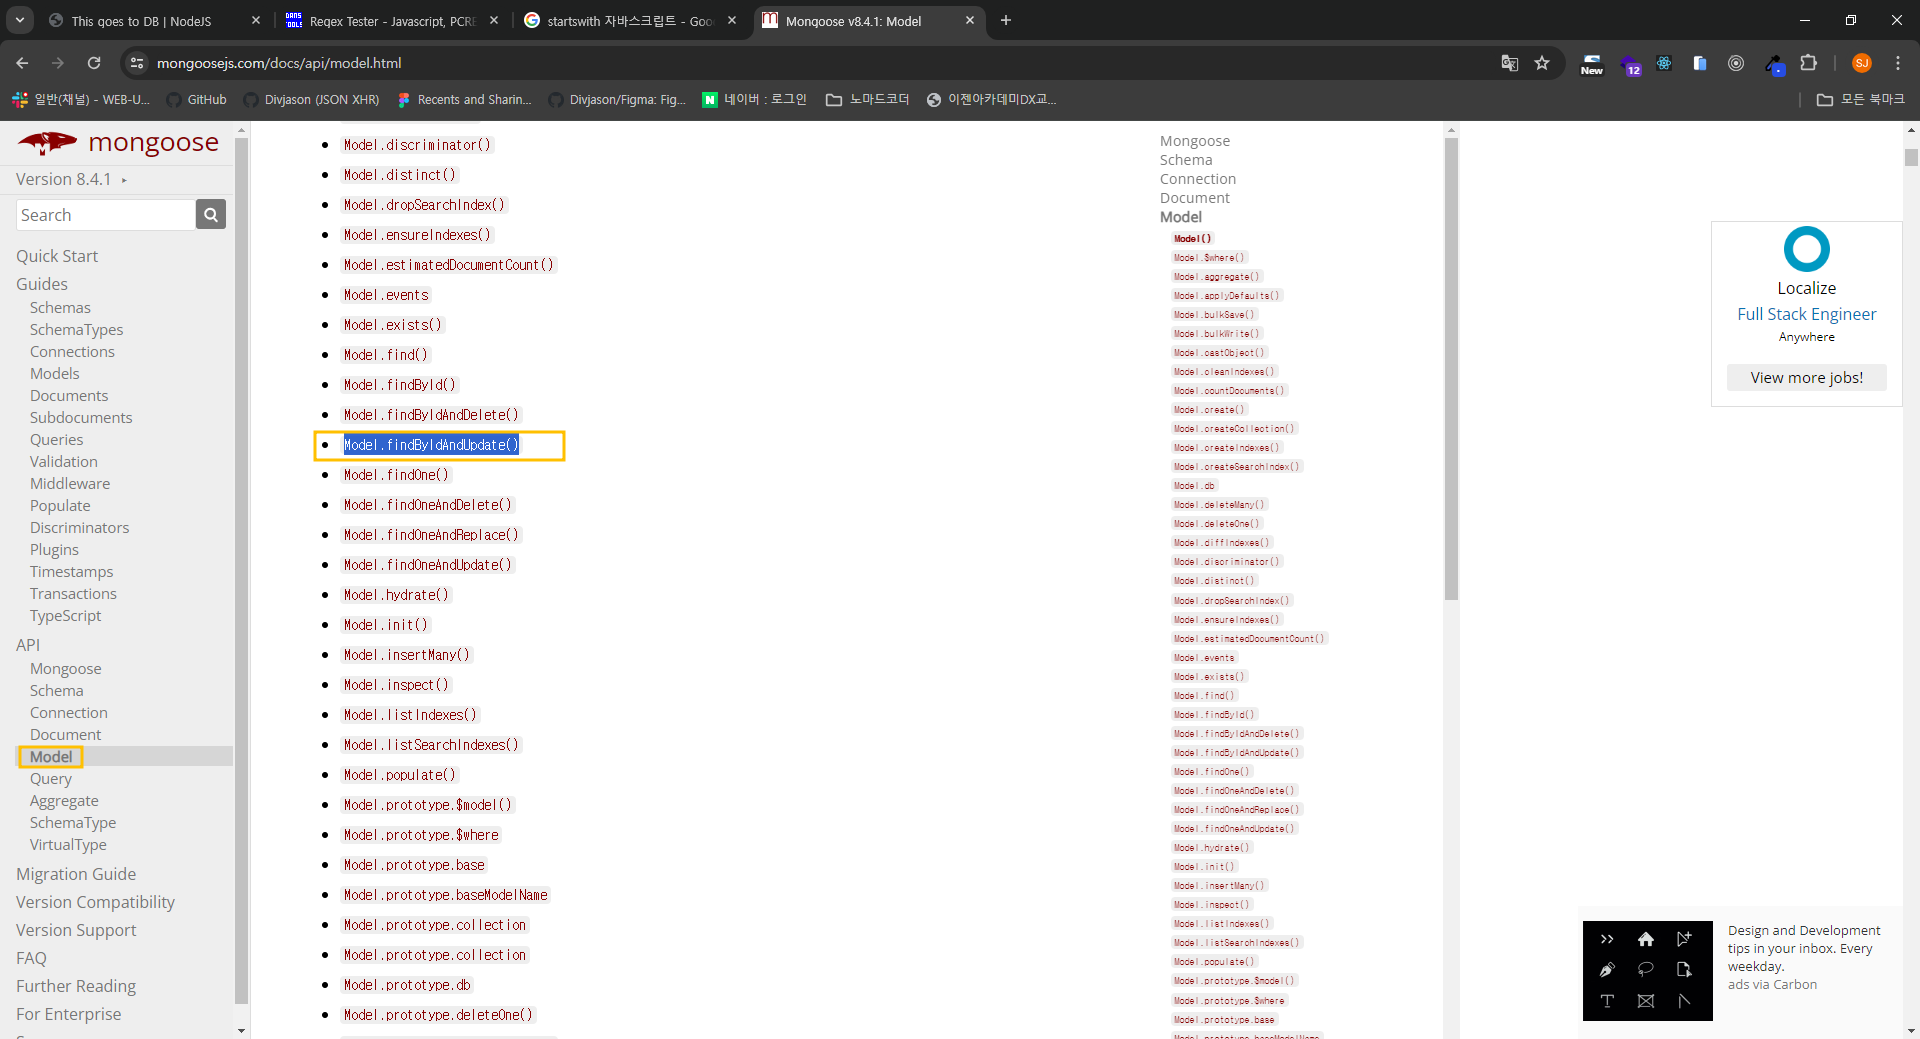 This goes to DB | NodeJS
Regex Tester - Javascript, PCRE
startswith 자바스크립트 - Goo
Mongoose v8.4.1: Model
mongoosejs.com/docs/api/model.html
New
12
SJ
일반(채널) - WEB-U...
GitHub
Divjason (JSON XHR)
Recents and Sharin...
Divjason/Figma: Fig...
네이버 : 로그인
노마드코더
이젠아카데미DX교...
모든 북마크
mongoose
Version 8.4.1
Search
Quick Start
Guides
Schemas
SchemaTypes
Connections
Models
Documents
Subdocuments
Queries
Validation
Middleware
Populate
Discriminators
Plugins
Timestamps
Transactions
TypeScript
API
Mongoose
Schema
Connection
Document
Model
Query
Aggregate
SchemaType
VirtualType
Migration Guide
Version Compatibility
Version Support
FAQ
Further Reading
For Enterprise
Model.discriminator()
Model.distinct()
Model.dropSearchIndex()
Model.ensureIndexes()
Model.estimatedDocumentCount()
Model.events
Model.exists()
Model.find()
Model.findById()
Model.findByIdAndDelete()
Model.findByIdAndUpdate()
Model.findOne()
Model.findOneAndDelete()
Model.findOneAndReplace()
Model.findOneAndUpdate()
Model.hydrate()
Model.init()
Model.insertMany()
Model.inspect()
Model.listIndexes()
Model.listSearchIndexes()
Model.populate()
Model.prototype.$model()
Model.prototype.$where
Model.prototype.base
Model.prototype.baseModelName
Model.prototype.collection
Model.prototype.collection
Model.prototype.db
Model.prototype.deleteOne()
Mongoose
Schema
Connection
Document
Model
Model()
Model.$where()
Model.aggregate()
Model.applyDefaults()
Model.bulkSave()
Model.bulkWrite()
Model.castObject()
Model.cleanIndexes()
Model.countDocuments()
Model.create()
Model.createCollection()
Model.createIndexes()
Model.createSearchIndex()
Model.db
Model.deleteMany()
Model.deleteOne()
Model.diffIndexes()
Model.discriminator()
Model.distinct()
Model.dropSearchIndex()
Model.ensureIndexes()
Model.estimatedDocumentCount()
Model.events
Model.exists()
Model.find()
Model.findById()
Model.findByIdAndDelete()
Model.findByIdAndUpdate()
Model.findOne()
Model.findOneAndDelete()
Model.findOneAndReplace()
Model.findOneAndUpdate()
Model.hydrate()
Model.init()
Model.insertMany()
Model.inspect()
Model.listIndexes()
Model.listSearchIndexes()
Model.populate()
Model.prototype.$model()
Model.prototype.$where
Model.prototype.base
Model.prototype.baseModelName
Localize
Full Stack Engineer
Anywhere
View more jobs!
Design and Development
tips in your inbox. Every
weekday.
ads via Carbon